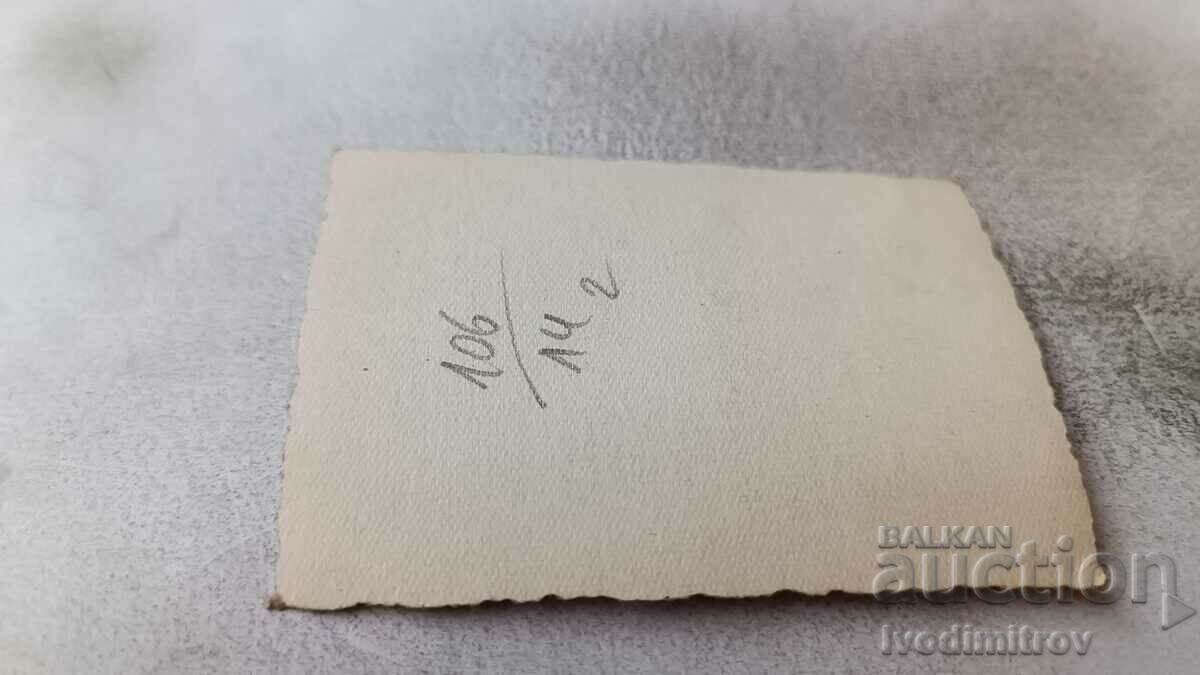 106
14 2
BALKAN
auction
Ivodimitrov